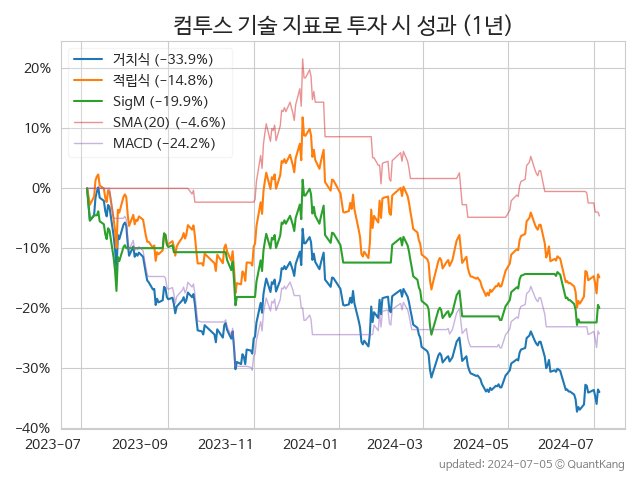 컴투스 기술 지표로 투자 시 성과 (1년)
거치식 (−33.9%)
적립식 (−14.8%)
SigM (−19.9%)
SMA(20) (−4.6%)
MACD (−24.2%)
20%
10%
0%
−10%
−20%
−30%
−40%
2023-07 2023-09 2023-11 2024-01 2024-03 2024-05 2024-07
updated: 2024-07-05 © QuantKang